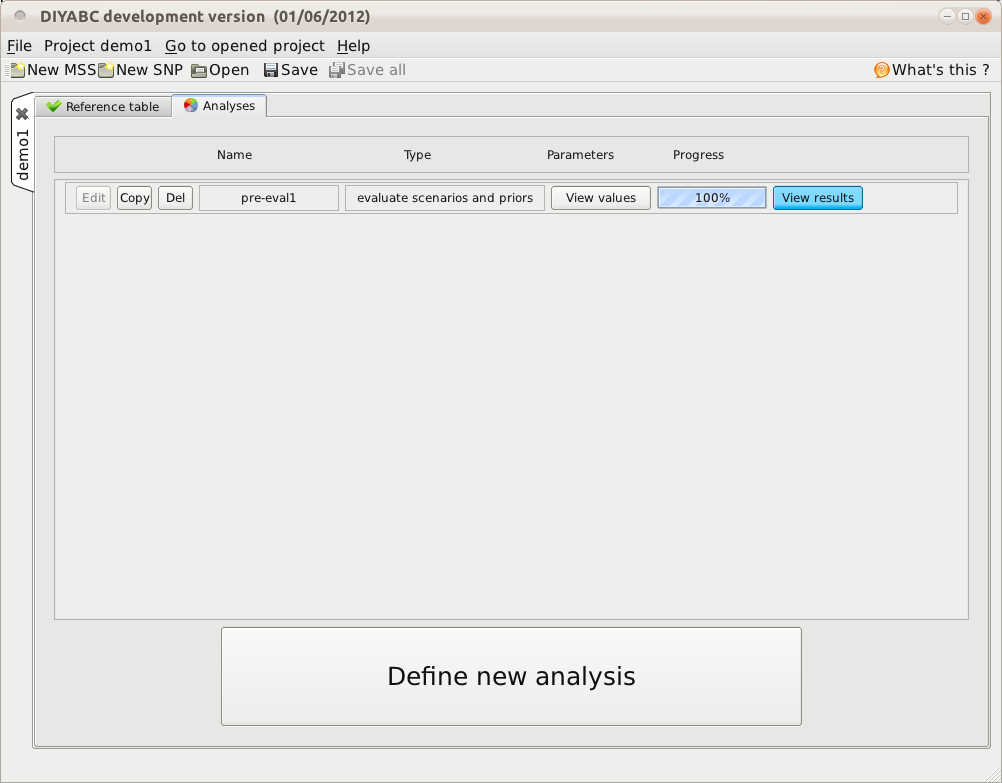 DIYABC development version (01/06/2012)
File Project demo1 Go to opened project Help
New MSS New SNP Open Save Save all What's this ?
demo1
Reference table Analyses
Name Type Parameters Progress
Edit Copy Del pre-eval1 evaluate scenarios and priors View values 100% View results
Define new analysis